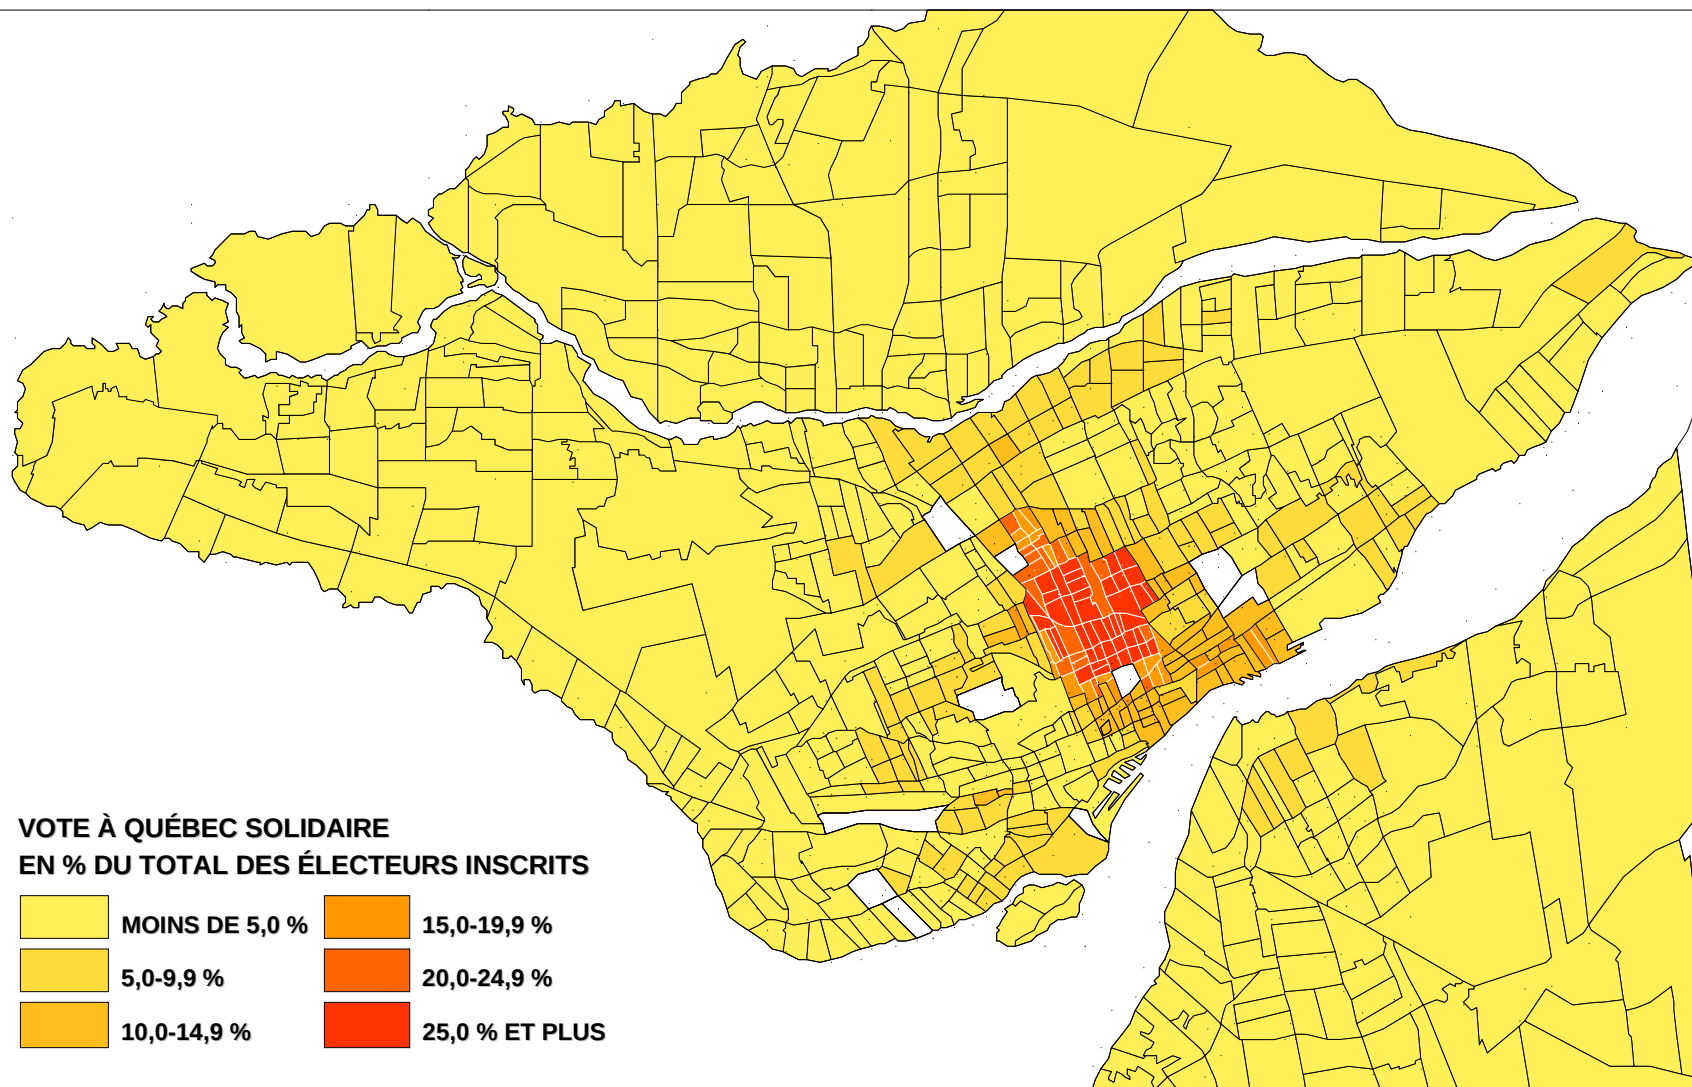 VOTE À QUÉBEC SOLIDAIRE
EN % DU TOTAL DES ÉLECTEURS INSCRITS
MOINS DE 5,0 %
5,0-9,9 %
10,0-14,9 %
15,0-19,9 %
20,0-24,9 %
25,0 % ET PLUS